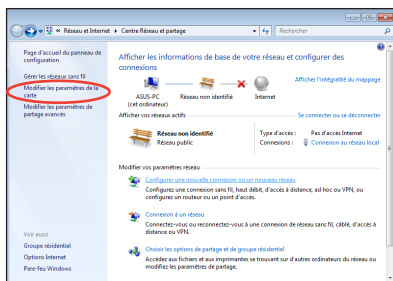 « Réseau et Internet ▸ Centre Réseau et partage
Rechercher
Page d'accueil du panneau de
configuration
Gérer les réseaux sans fil
Modifier les paramètres de la
carte
Modifier les paramètres de
partage avancés
Voir aussi
Groupe résidentiel
Options Internet
Pare-feu Windows
Afficher les informations de base de votre réseau et configurer des
connexions
Afficher l'intégralité du mappage
ASUS-PC
(cet ordinateur)
Réseau non identifié
Internet
Afficher vos réseaux actifs
Se connecter ou se déconnecter
Réseau non identifié
Réseau public
Type d'accès : Pas d'accès Internet
Connexions : Connexion au réseau local
Modifier vos paramètres réseau
Configurer une nouvelle connexion ou un nouveau réseau
Configurez une connexion sans fil, haut débit, d'accès à distance, ad hoc ou VPN, ou
configurez un routeur ou un point d'accès.
Connexion à un réseau
Connectez-vous ou reconnectez-vous à une connexion de réseau sans fil, câblé, d'accès à
distance ou VPN.
Choisir les options de partage et de groupe résidentiel
Accédez aux fichiers et aux imprimantes se trouvant sur d'autres ordinateurs du réseau ou
modifiez les paramètres de partage.